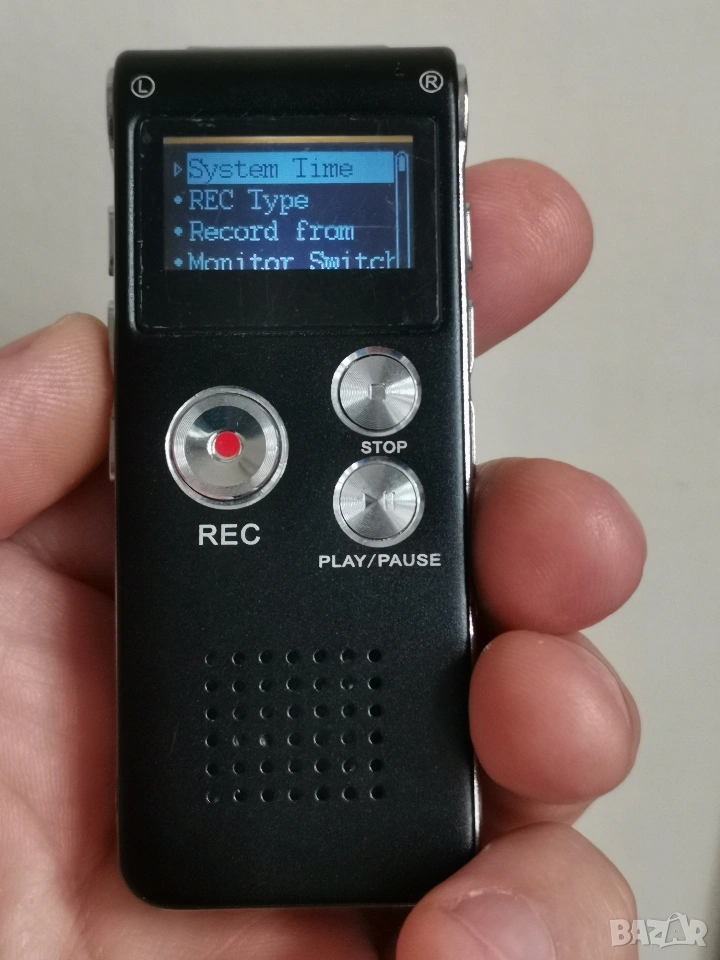 L R
System Time
REC Type
Record from
Monitor Switch
STOP
REC
PLAY/PAUSE
BAZAR